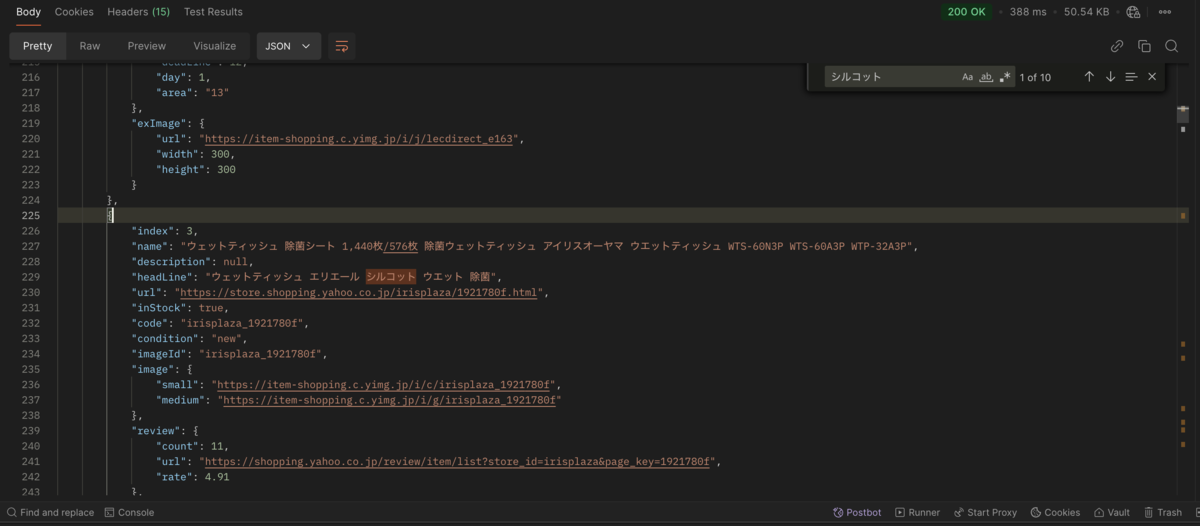 Body Cookies Headers (15) Test Results 200 OK 388 ms 50.54 KB
Pretty Raw Preview Visualize JSON
シルコット Aa ab 1 of 10
216 "day": 1,
217 "area": "13"
218 },
219 "exImage": {
220 "url": "https://item-shopping.c.yimg.jp/i/j/lecdirect_e163",
221 "width": 300,
222 "height": 300
223 }
224 },
225 {
226 "index": 3,
227 "name": "ウェットティッシュ 除菌シート 1,440枚/576枚 除菌ウェットティッシュ アイリスオーヤマ ウエットティッシュ WTS-60N3P WTS-60A3P WTP-32A3P",
228 "description": null,
229 "headLine": "ウェットティッシュ エリエール シルコット ウエット 除菌",
230 "url": "https://store.shopping.yahoo.co.jp/irisplaza/1921780f.html",
231 "inStock": true,
232 "code": "irisplaza_1921780f",
233 "condition": "new",
234 "imageId": "irisplaza_1921780f",
235 "image": {
236 "small": "https://item-shopping.c.yimg.jp/i/c/irisplaza_1921780f",
237 "medium": "https://item-shopping.c.yimg.jp/i/g/irisplaza_1921780f"
238 },
239 "review": {
240 "count": 11,
241 "url": "https://shopping.yahoo.co.jp/review/item/list?store_id=irisplaza&page_key=1921780f",
242 "rate": 4.91
243 },
Find and replace Console Postbot Runner Start Proxy Cookies Vault Trash